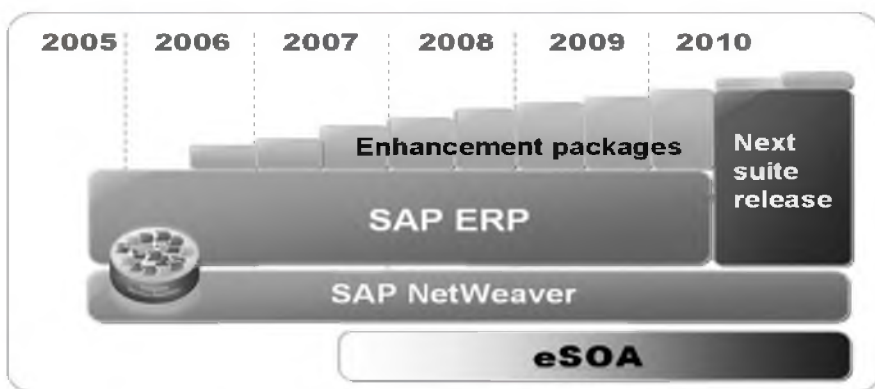 2005 2006 2007 2008 2009 2010
Enhancement packages
Next
suite
release
SAP ERP
SAP NetWeaver
eSOA